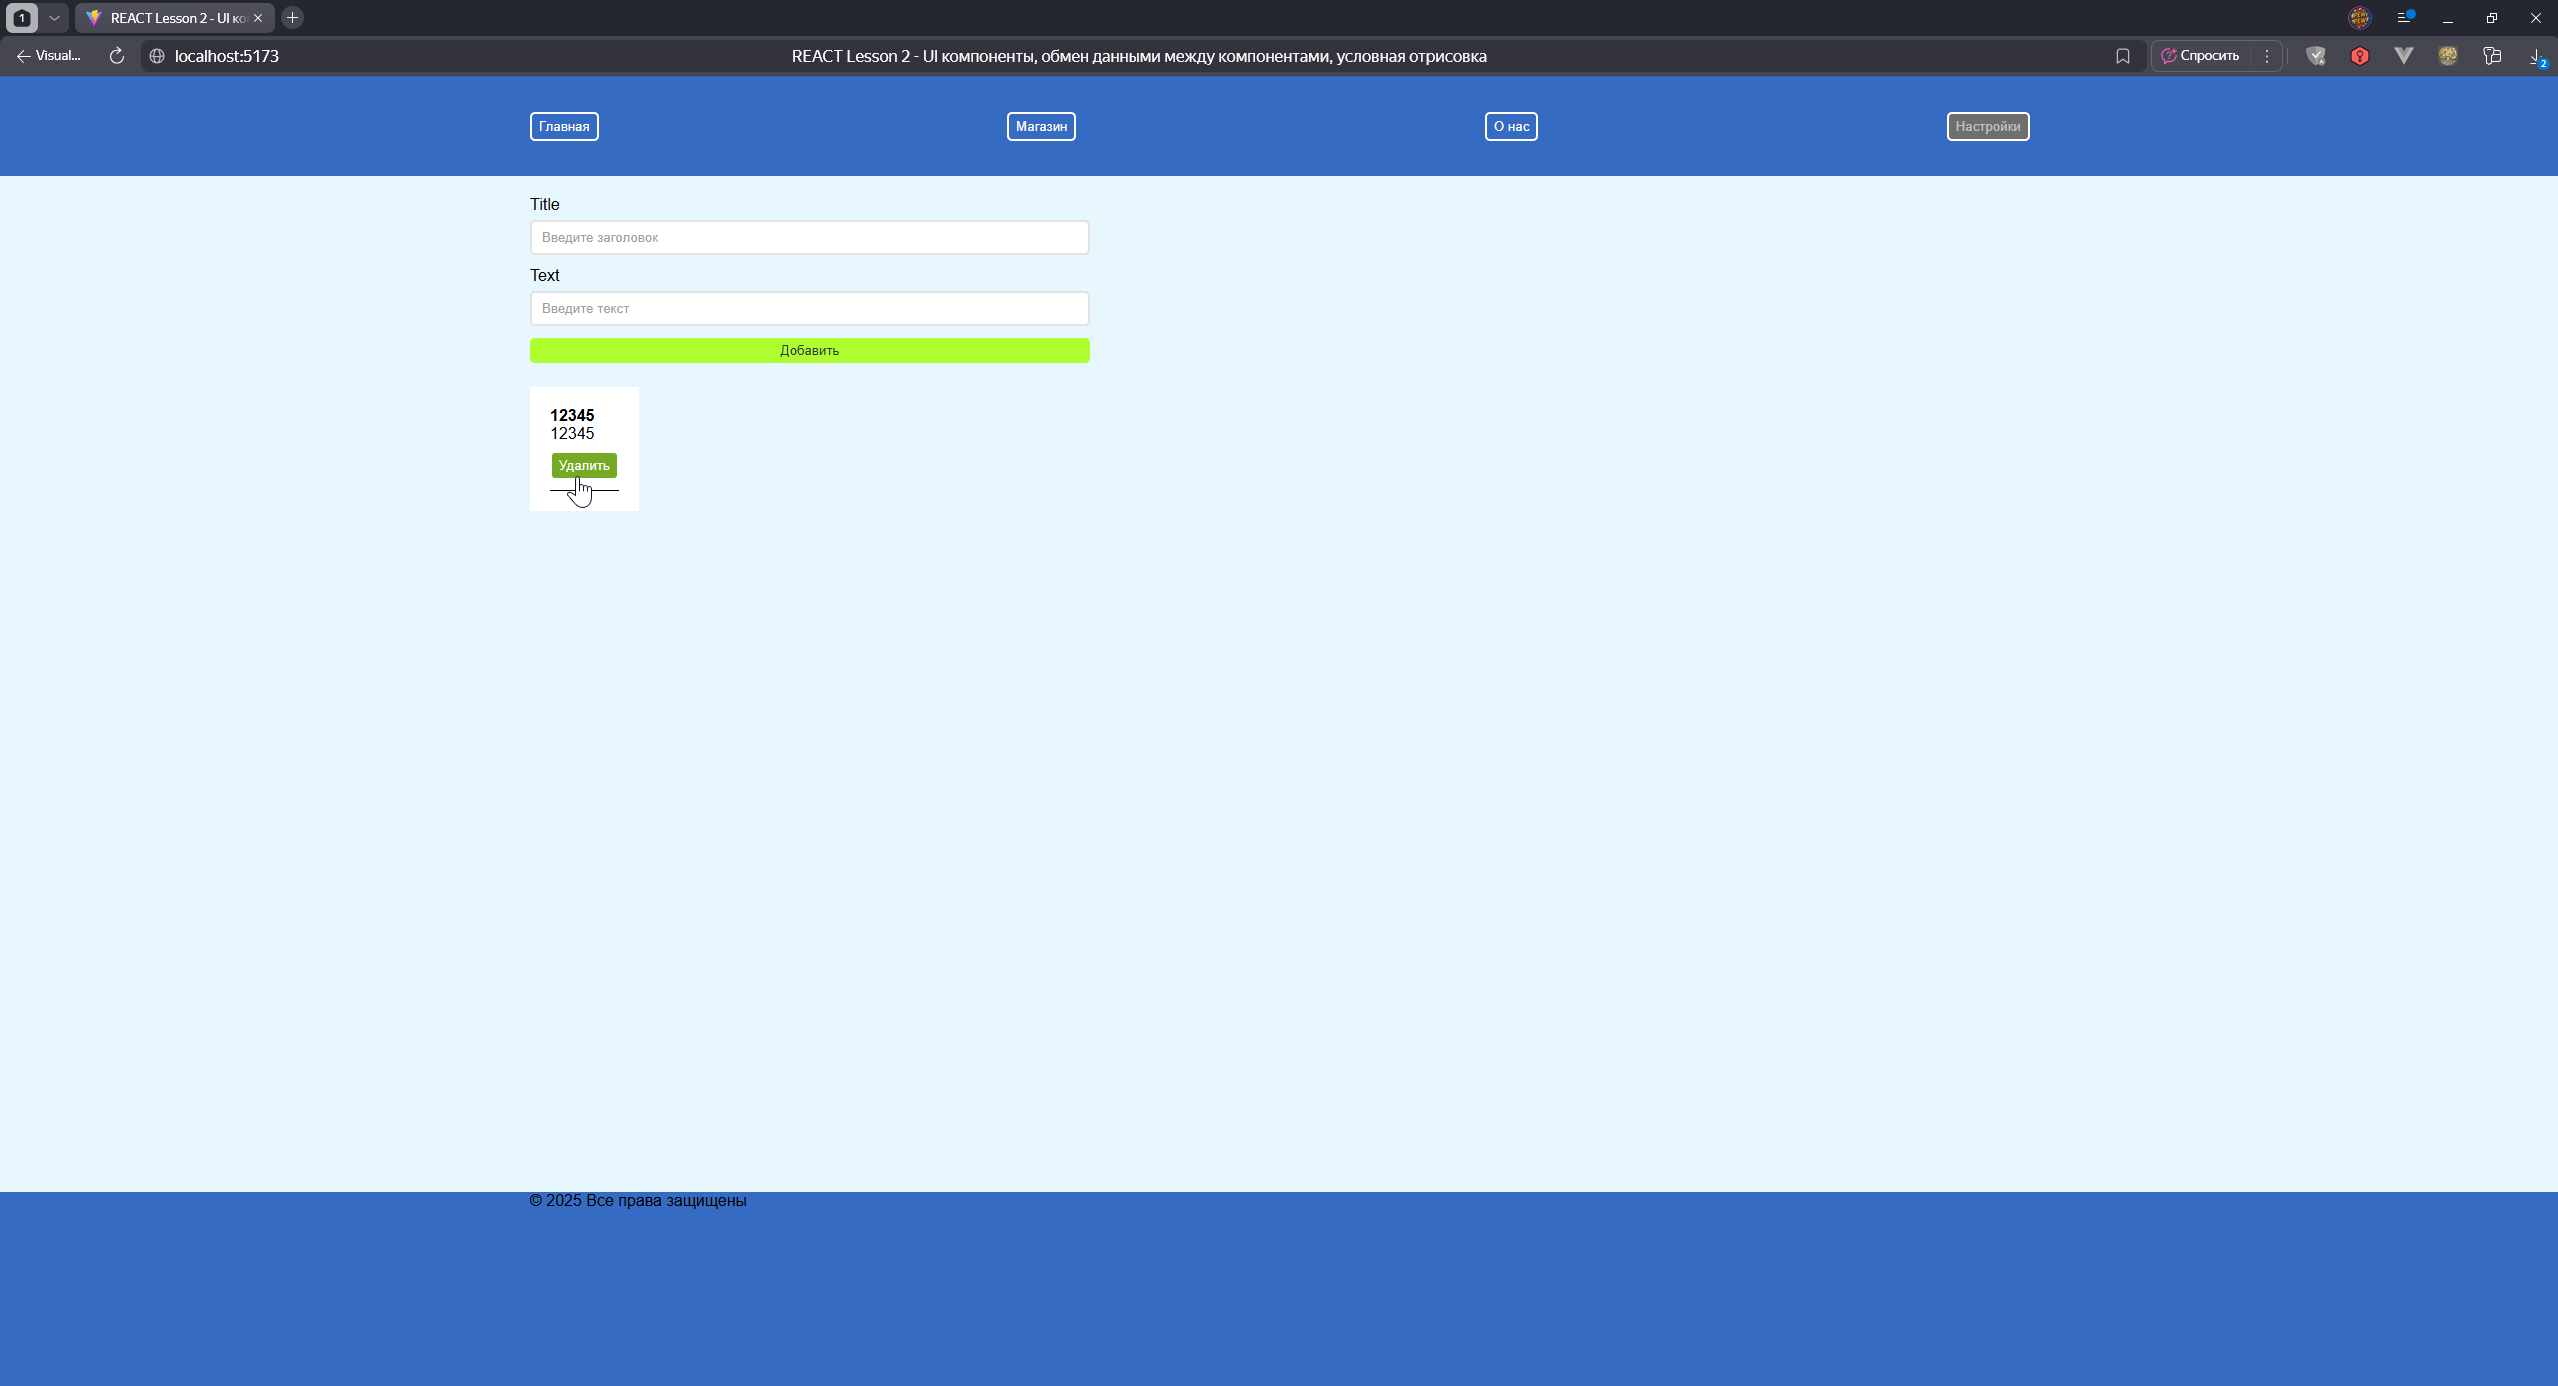 1
REACT Lesson 2 - UI ко
Visual...
localhost:5173
REACT Lesson 2 - UI компоненты, обмен данными между компонентами, условная отрисовка
Спросить
2
Главная
Магазин
О нас
Настройки
Title
Введите заголовок
Text
Введите текст
Добавить
12345
12345
Удалить
© 2025 Все права защищены